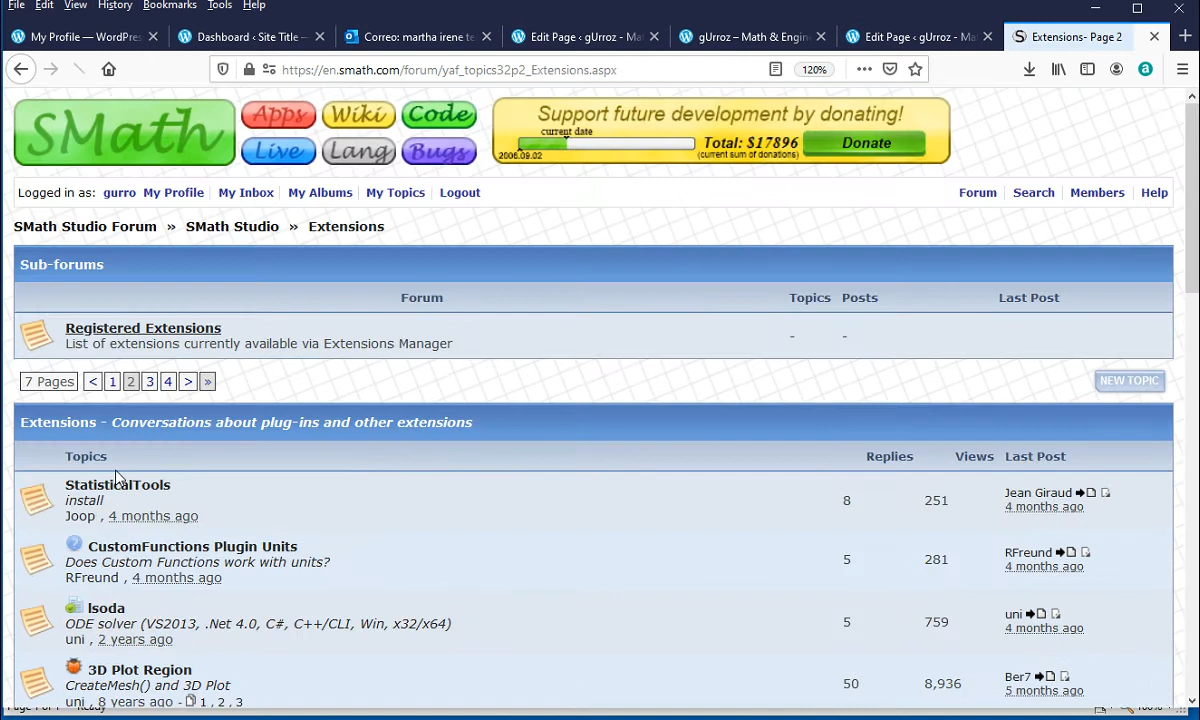 File Edit View History Bookmarks Tools Help
My Profile — WordPre Dashboard ‹ Site Title — Correo: martha irene te Edit Page ‹ gUrroz - Ma gUrroz – Math & Engin Edit Page ‹ gUrroz - Ma Extensions- Page 2
https://en.smath.com/forum/yaf_topics32p2_Extensions.aspx 120%
SMath Apps Wiki Code Support future development by donating!
Live Lang Bugs current date Total: $17896 Donate
2006.09.02 (current sum of donations)
Logged in as: gurro My Profile My Inbox My Albums My Topics Logout Forum Search Members Help
SMath Studio Forum » SMath Studio » Extensions
Sub-forums
Forum Topics Posts Last Post
Registered Extensions
List of extensions currently available via Extensions Manager - -
7 Pages < 1 2 3 4 > » NEW TOPIC
Extensions - Conversations about plug-ins and other extensions
Topics Replies Views Last Post
StatisticalTools
install 8 251 Jean Giraud
Joop , 4 months ago 4 months ago
CustomFunctions Plugin Units
Does Custom Functions work with units? 5 281 RFreund
RFreund , 4 months ago 4 months ago
lsoda
ODE solver (VS2013, .Net 4.0, C#, C++/CLI, Win, x32/x64) 5 759 uni
uni , 2 years ago 4 months ago
3D Plot Region
CreateMesh() and 3D Plot 50 8,936 Ber7
uni , 8 years ago - 1 , 2 , 3 5 months ago